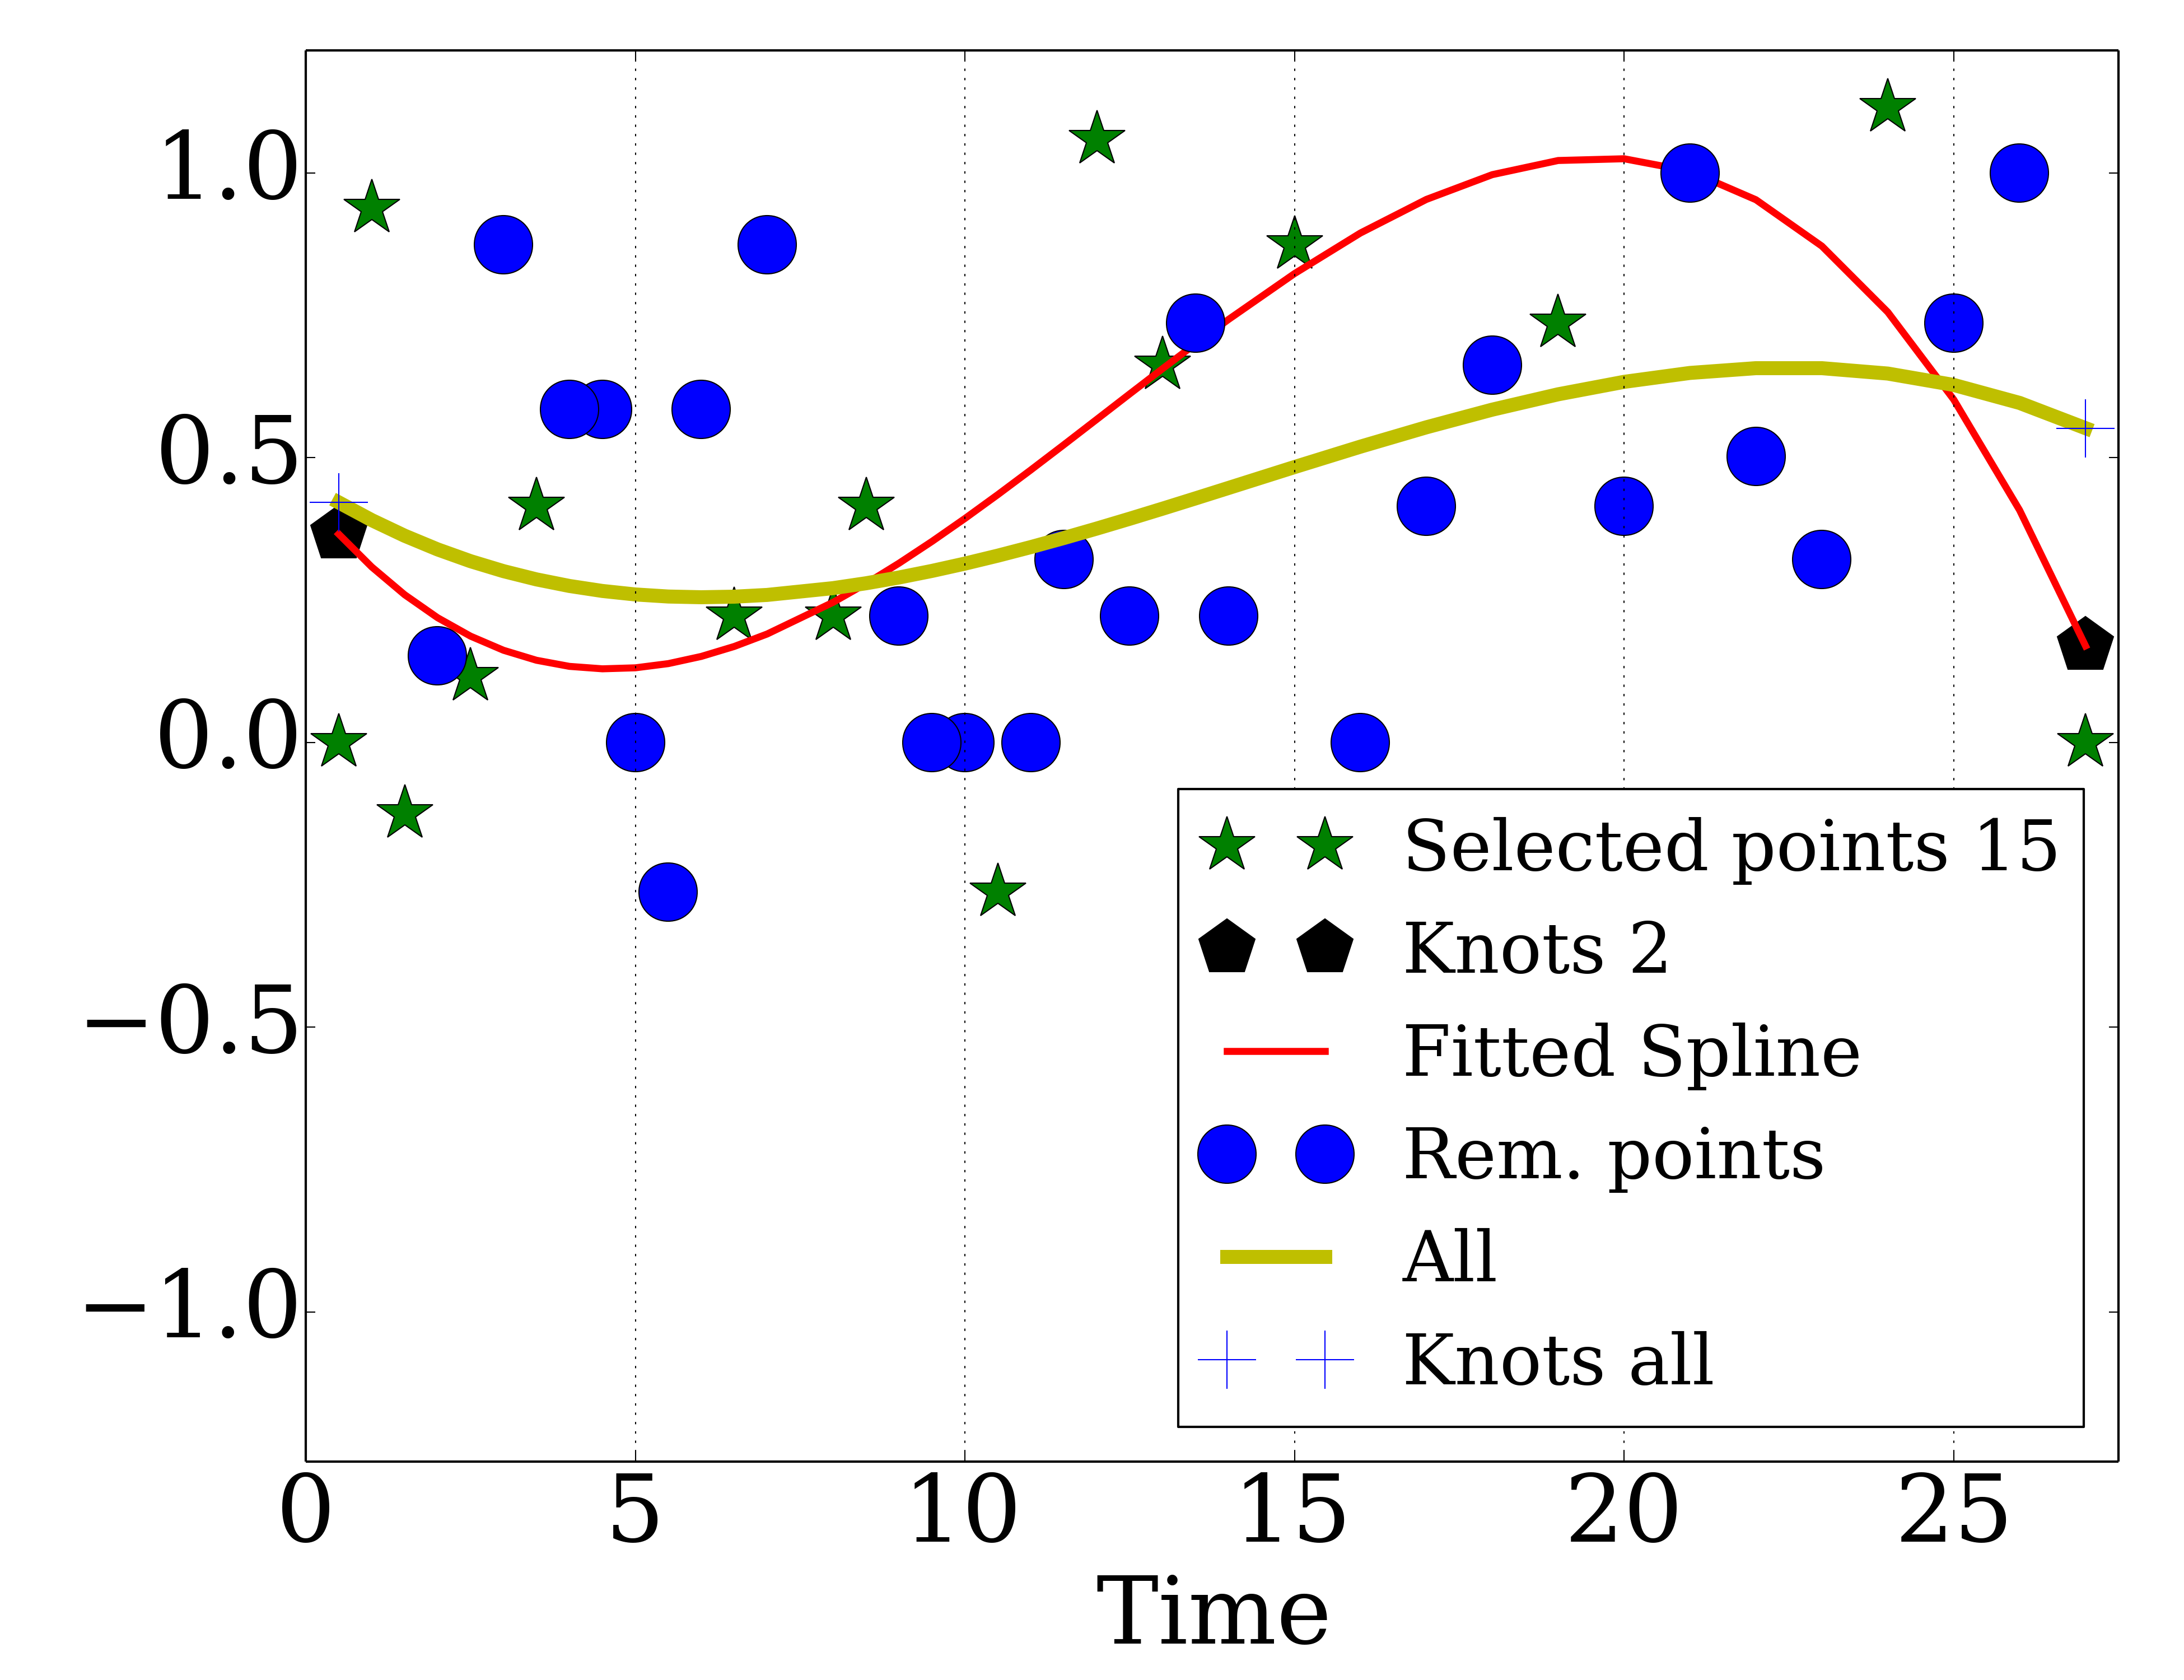 1.0
0.5
0.0
−0.5
−1.0
Selected points 15
Knots 2
Fitted Spline
Rem. points
All
Knots all
0 5 10 15 20 25
Time